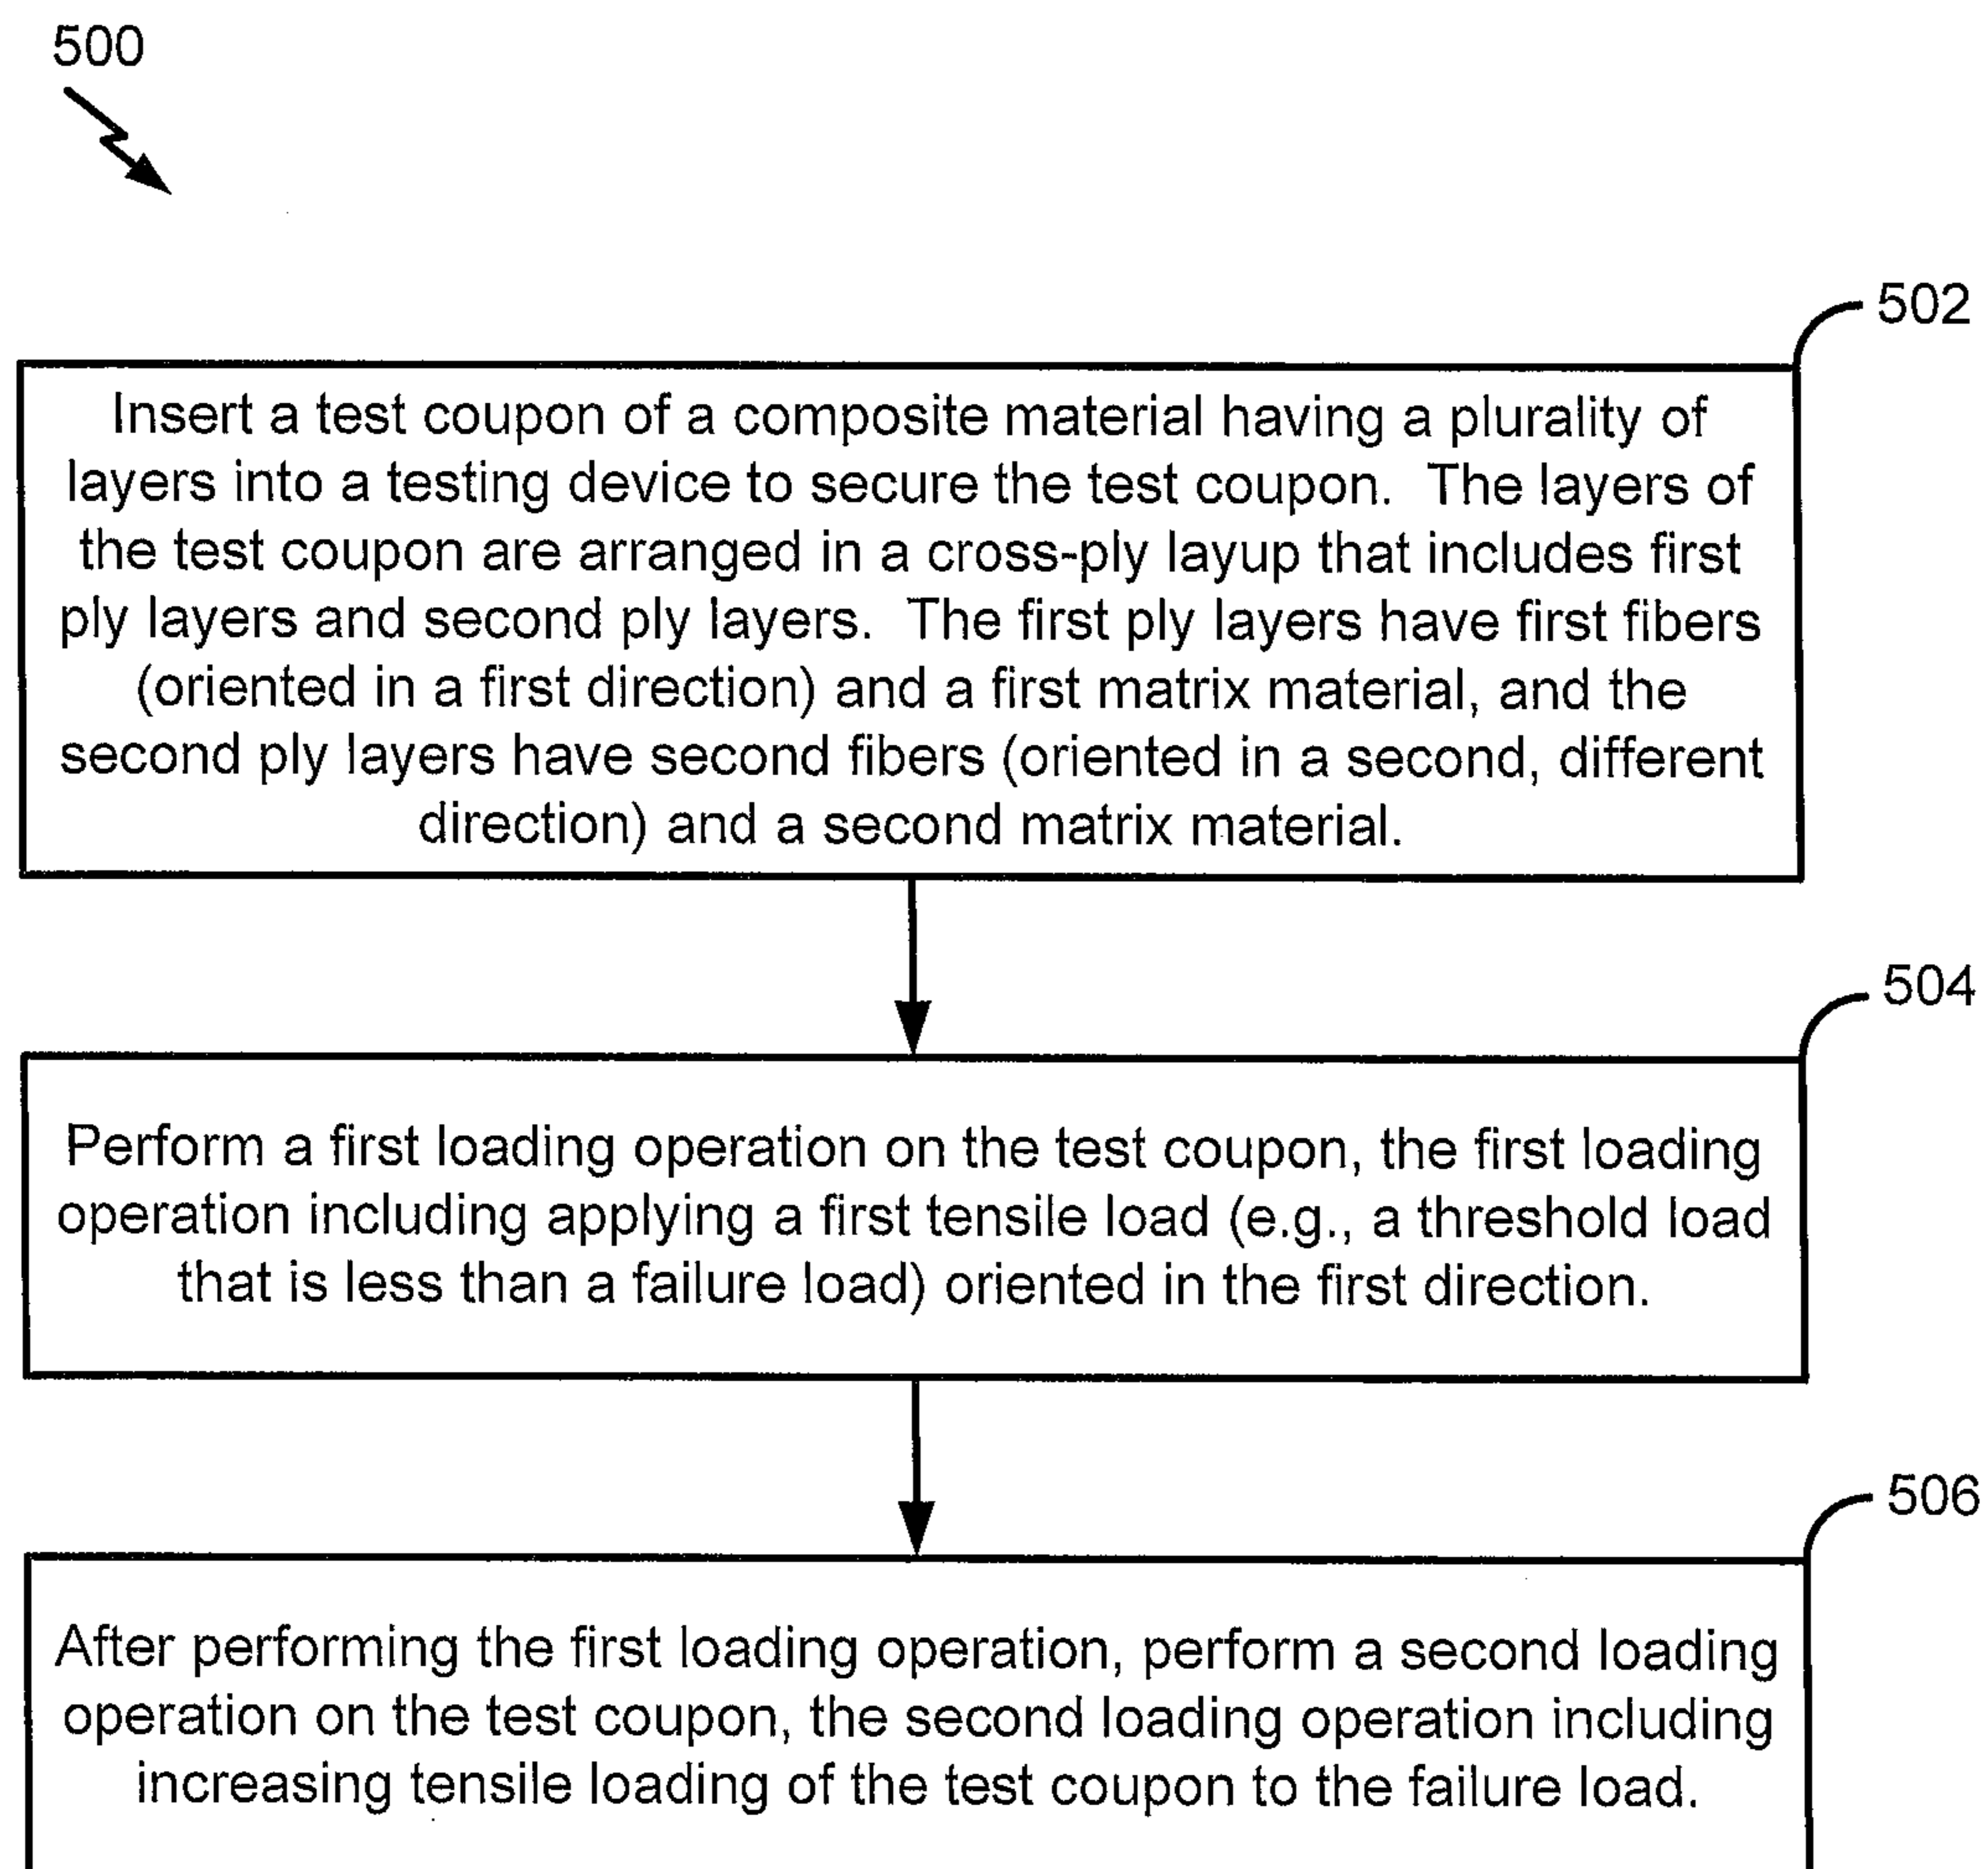 500
502
Insert a test coupon of a composite material having a plurality of
layers into a testing device to secure the test coupon.  The layers of
the test coupon are arranged in a cross-ply layup that includes first
ply layers and second ply layers.  The first ply layers have first fibers
(oriented in a first direction) and a first matrix material, and the
second ply layers have second fibers (oriented in a second, different
direction) and a second matrix material.
504
Perform a first loading operation on the test coupon, the first loading
operation including applying a first tensile load (e.g., a threshold load
that is less than a failure load) oriented in the first direction.
506
After performing the first loading operation, perform a second loading
operation on the test coupon, the second loading operation including
increasing tensile loading of the test coupon to the failure load.